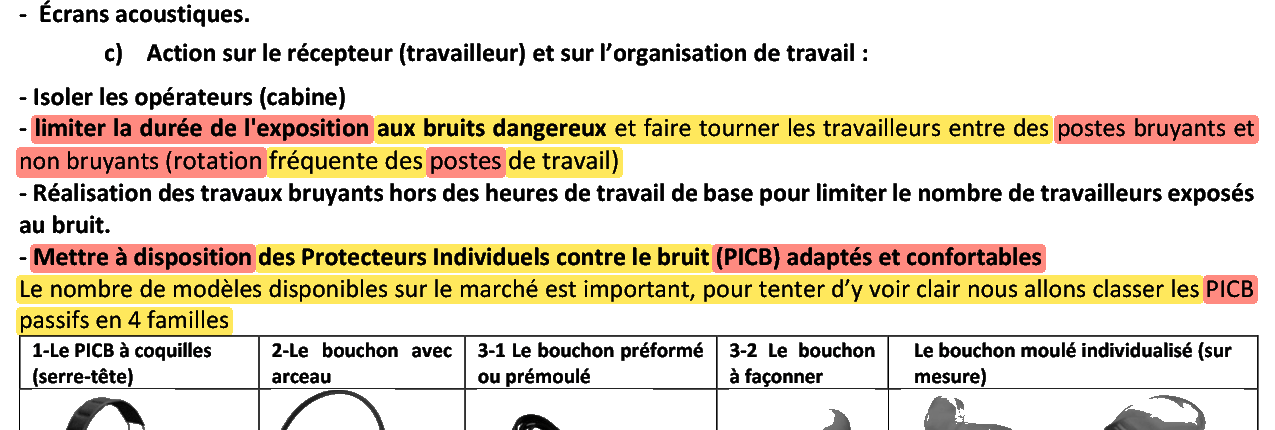 - Écrans acoustiques.
c) Action sur le récepteur (travailleur) et sur l’organisation de travail :
- Isoler les opérateurs (cabine)
- limiter la durée de l'exposition aux bruits dangereux et faire tourner les travailleurs entre des postes bruyants et
non bruyants (rotation fréquente des postes de travail)
- Réalisation des travaux bruyants hors des heures de travail de base pour limiter le nombre de travailleurs exposés
au bruit.
- Mettre à disposition des Protecteurs Individuels contre le bruit (PICB) adaptés et confortables
Le nombre de modèles disponibles sur le marché est important, pour tenter d’y voir clair nous allons classer les PICB
passifs en 4 familles
1-Le PICB à coquilles
(serre-tête)
2-Le bouchon avec
arceau
3-1 Le bouchon préformé
ou prémoulé
3-2 Le bouchon
à façonner
Le bouchon moulé individualisé (sur
mesure)